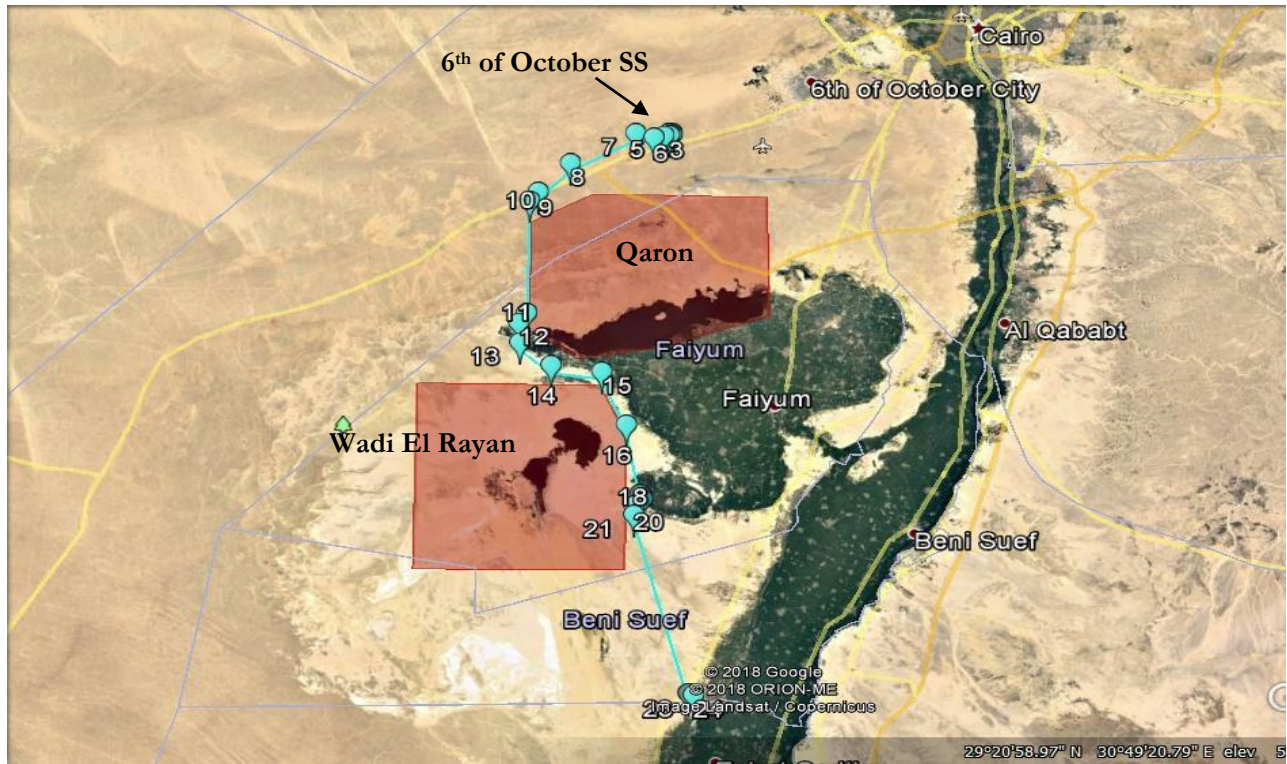 Cairo
6th of October SS
6th of October City
7
5
6
3
8
10
9
Qaron
11
12
Al Qababt
13
Faiyum
14
15
Faiyum
Wadi El Rayan
16
18
21
20
Beni Suef
Beni Suef
© 2018 Google
© 2018 ORION-ME
Image Landsat / Copernicus
29°20'58.97" N 30°49'20.79" E elev 5